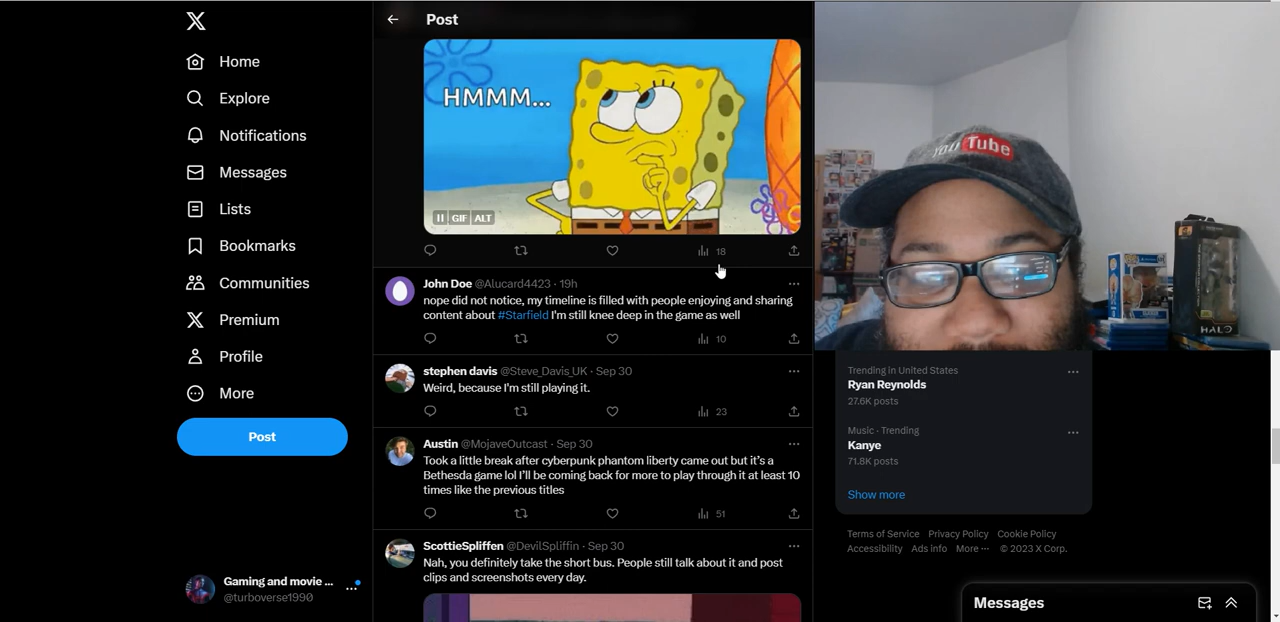 Post
HMMM...
GIF ALT
18
John Doe @Alucard4423 · 19h
nope did not notice, my timeline is filled with people enjoying and sharing
content about #Starfield I'm still knee deep in the game as well
10
stephen davis @Steve_Davis_UK · Sep 30
Weird, because I'm still playing it.
23
Austin @MojaveOutcast · Sep 30
Took a little break after cyberpunk phantom liberty came out but it's a
Bethesda game lol I'll be coming back for more to play through it at least 10
times like the previous titles
51
ScottieSpliffen @DevilSpliffin · Sep 30
Nah, you definitely take the short bus. People still talk about it and post
clips and screenshots every day.
Home
Explore
Notifications
Messages
Lists
Bookmarks
Communities
Premium
Profile
More
Post
Gaming and movie ...
@turboverse1990
You Tube
HALO
Trending in United States
Ryan Reynolds
27.6K posts
Music · Trending
Kanye
71.8K posts
Show more
Terms of Service Privacy Policy Cookie Policy
Accessibility Ads info More ··· © 2023 X Corp.
Messages